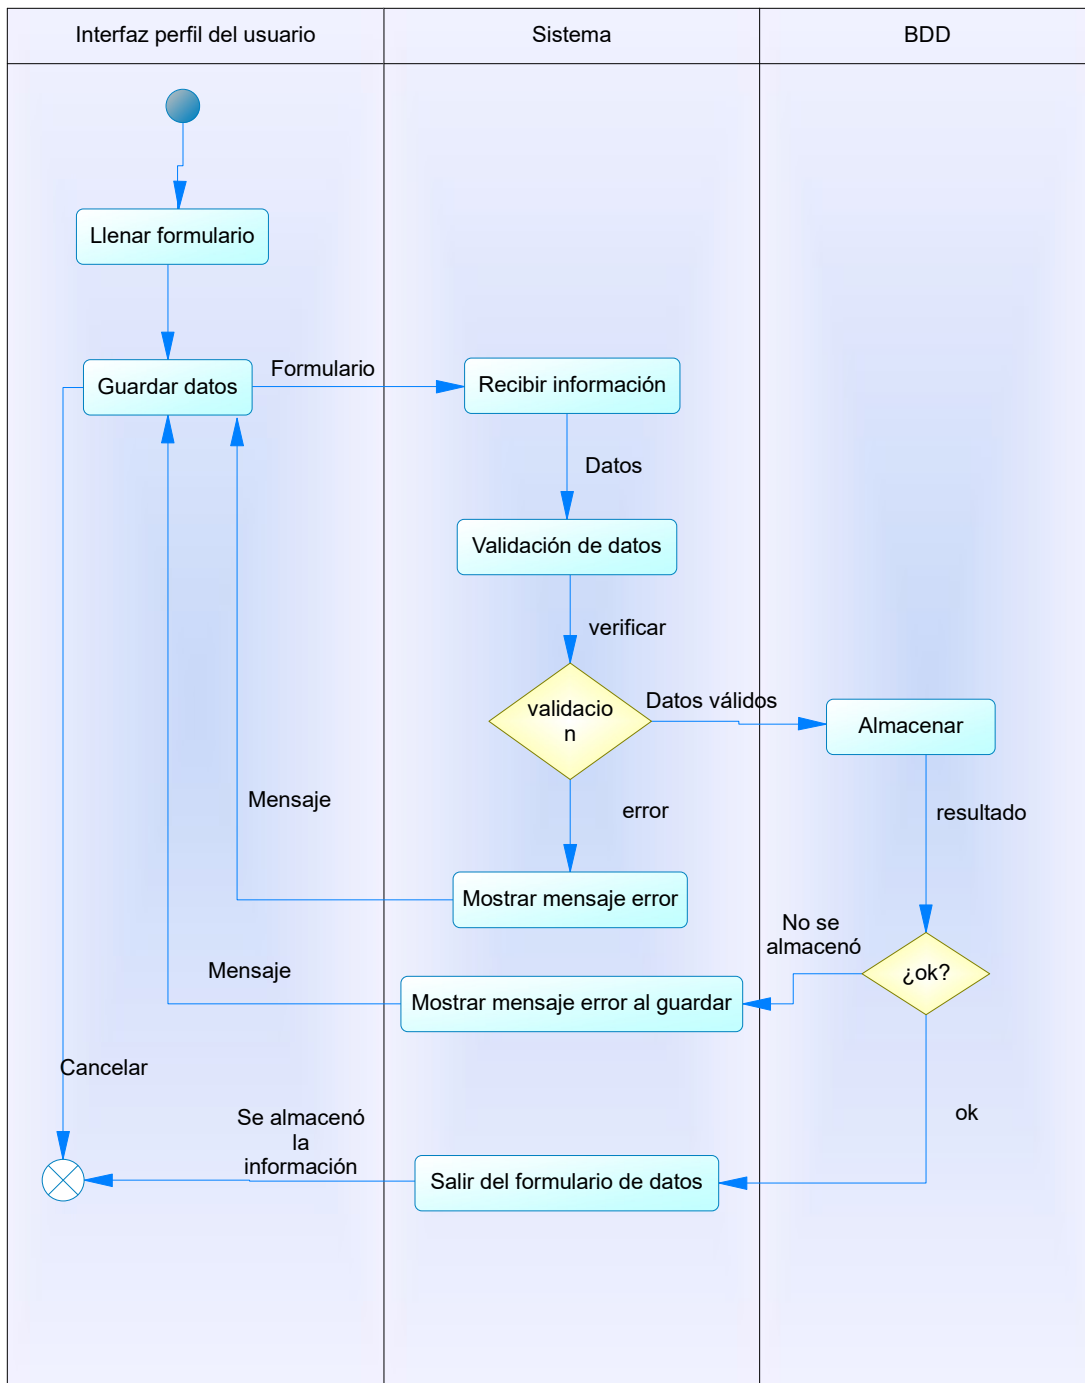 Interfaz perfil del usuario
Sistema
BDD
Llenar formulario
Guardar datos
Formulario
Recibir información
Datos
Validación de datos
verificar
validacio
n
Datos válidos
Almacenar
Mensaje
error
resultado
Mostrar mensaje error
No se
almacenó
¿ok?
Mensaje
Mostrar mensaje error al guardar
Cancelar
Se almacenó
la
información
ok
Salir del formulario de datos